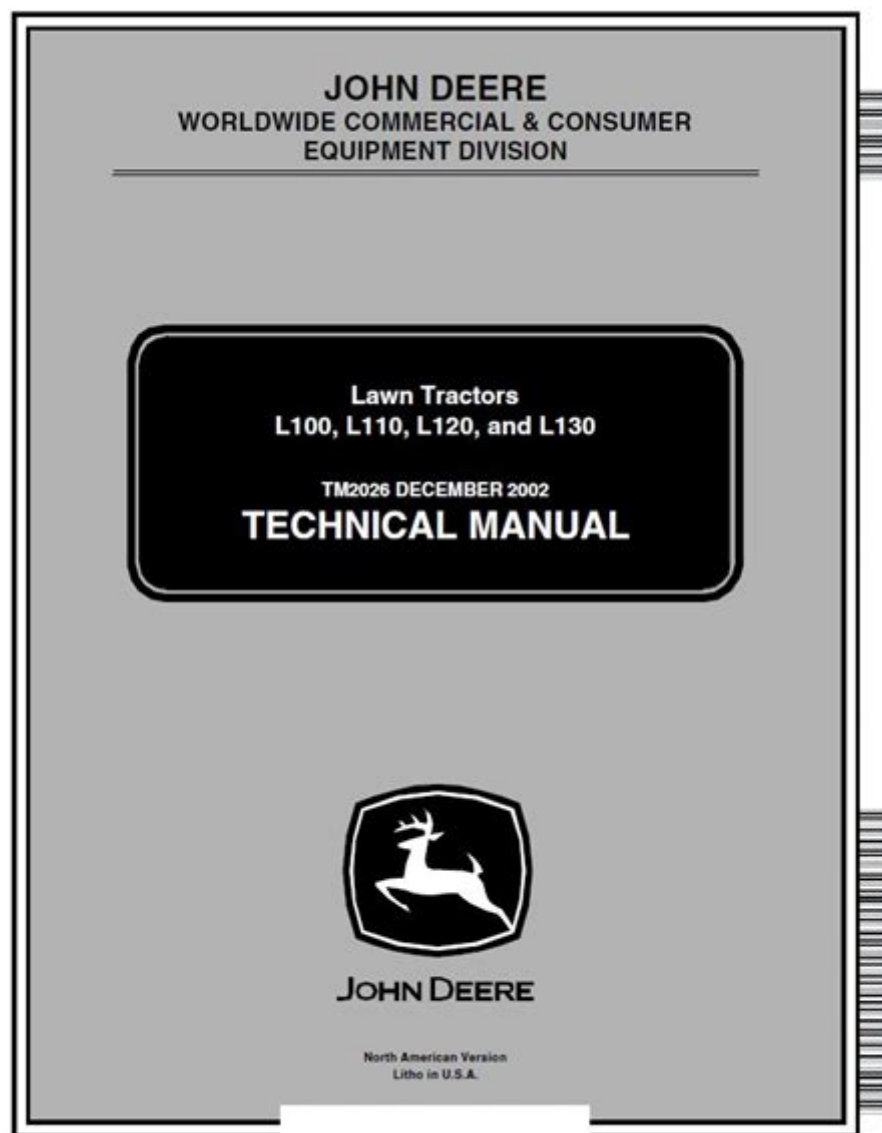 JOHN DEERE
WORLDWIDE COMMERCIAL & CONSUMER
EQUIPMENT DIVISION
Lawn Tractors
L100, L110, L120, and L130
TM2026 DECEMBER 2002
TECHNICAL MANUAL
JOHN DEERE
North American Version
Litho in U.S.A.